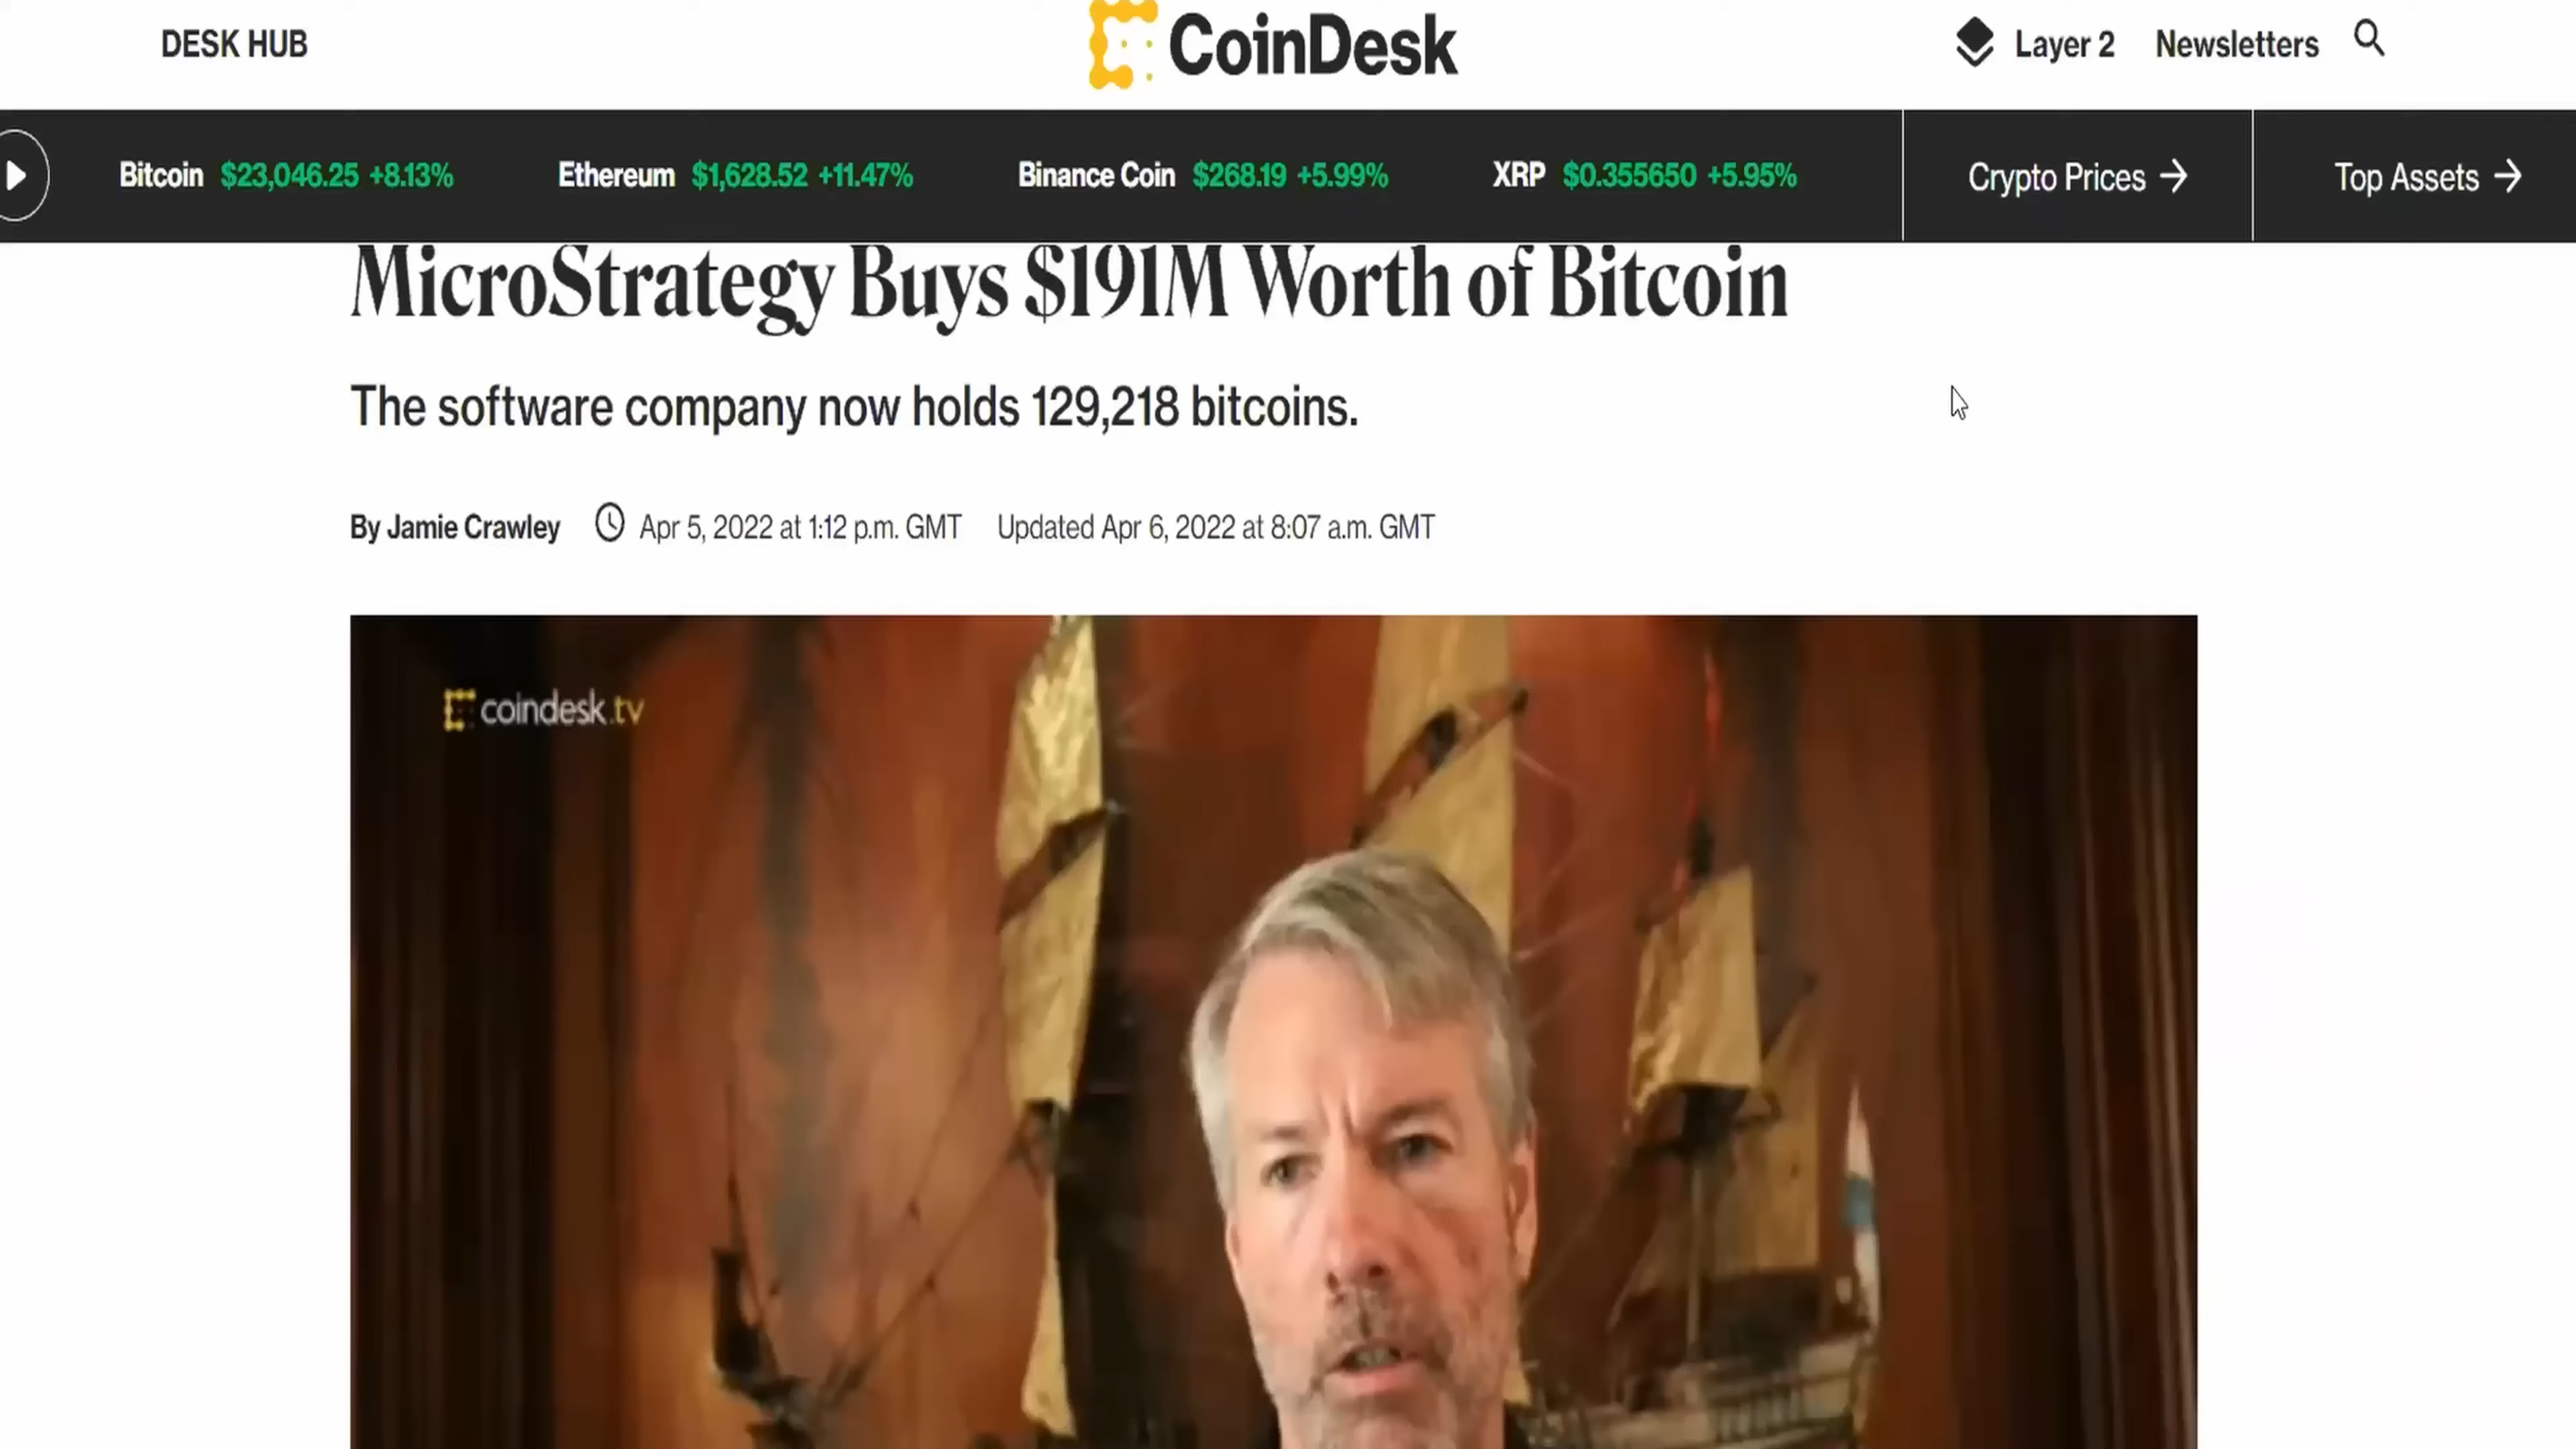 DESK HUB
CoinDesk
Layer 2
Newsletters
Bitcoin $23,046.25 +8.13%
Ethereum $1,628.52 +11.47%
Binance Coin $268.19 +5.99%
XRP $0.355650 +5.95%
Crypto Prices
Top Assets
MicroStrategy Buys $191M Worth of Bitcoin
The software company now holds 129,218 bitcoins.
By Jamie Crawley Apr 5, 2022 at 1:12 p.m. GMT Updated Apr 6, 2022 at 8:07 a.m. GMT
coindesk.tv